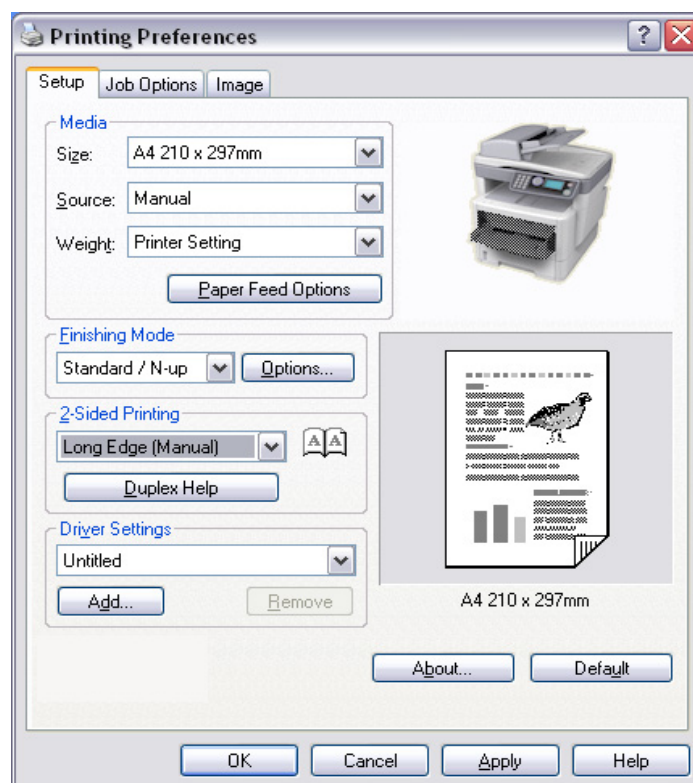 Printing Preferences
Setup
Job Options
Image
Media
Size: A4 210 x 297mm
Source: Manual
Weight: Printer Setting
Paper Feed Options
Finishing Mode
Standard / N-up
Options...
2-Sided Printing
Long Edge (Manual)
A A
Duplex Help
Driver Settings
Untitled
Add...
Remove
A4 210 x 297mm
About...
Default
OK
Cancel
Apply
Help